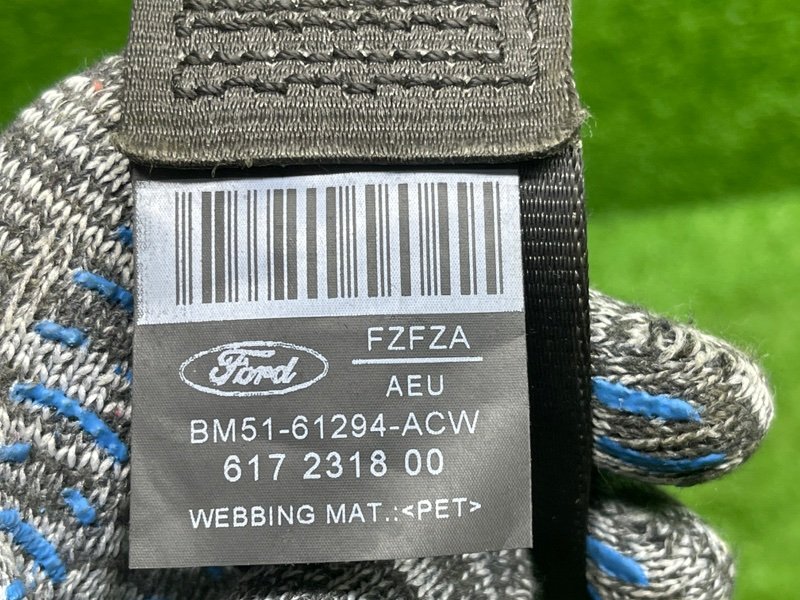 Ford
FZFZA
AEU
BM51-61294-ACW
617 2318 00
WEBBING MAT.:<PET>